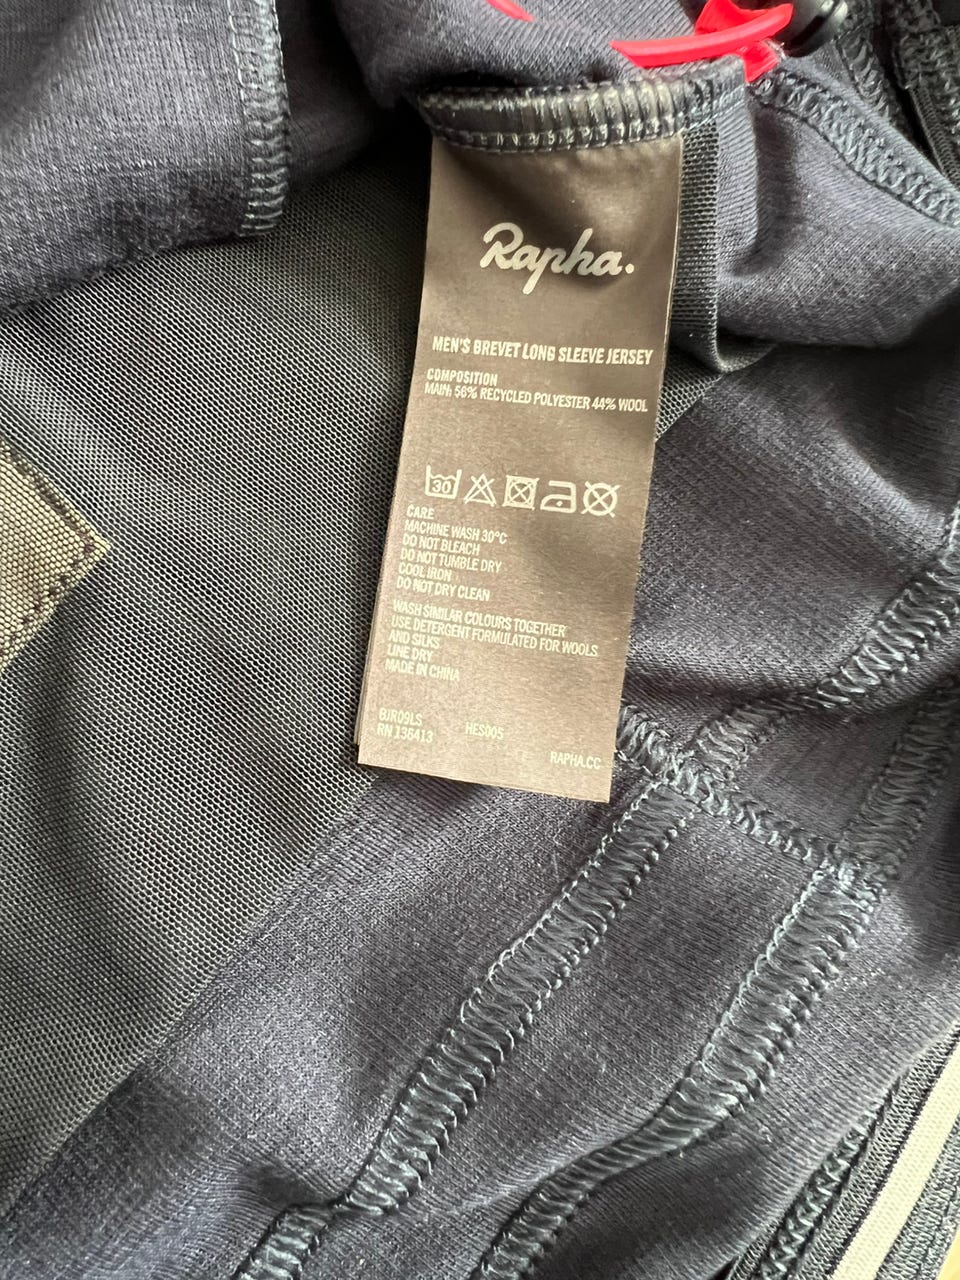 Rapha.
MEN'S BREVET LONG SLEEVE JERSEY
COMPOSITION
MAIN: 56% RECYCLED POLYESTER 44% WOOL
30
CARE
MACHINE WASH 30°C
DO NOT BLEACH
DO NOT TUMBLE DRY
COOL IRON
DO NOT DRY CLEAN
WASH SIMILAR COLOURS TOGETHER
USE DETERGENT FORMULATED FOR WOOLS
AND SILKS
LINE DRY
MADE IN CHINA
BJR09LS
RN 136413 HES005
RAPHA.CC